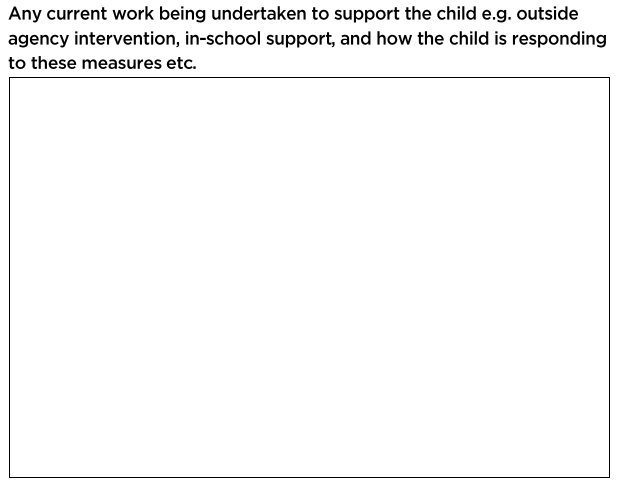 Any current work being undertaken to support the child e.g. outside
agency intervention, in-school support, and how the child is responding
to these measures etc.